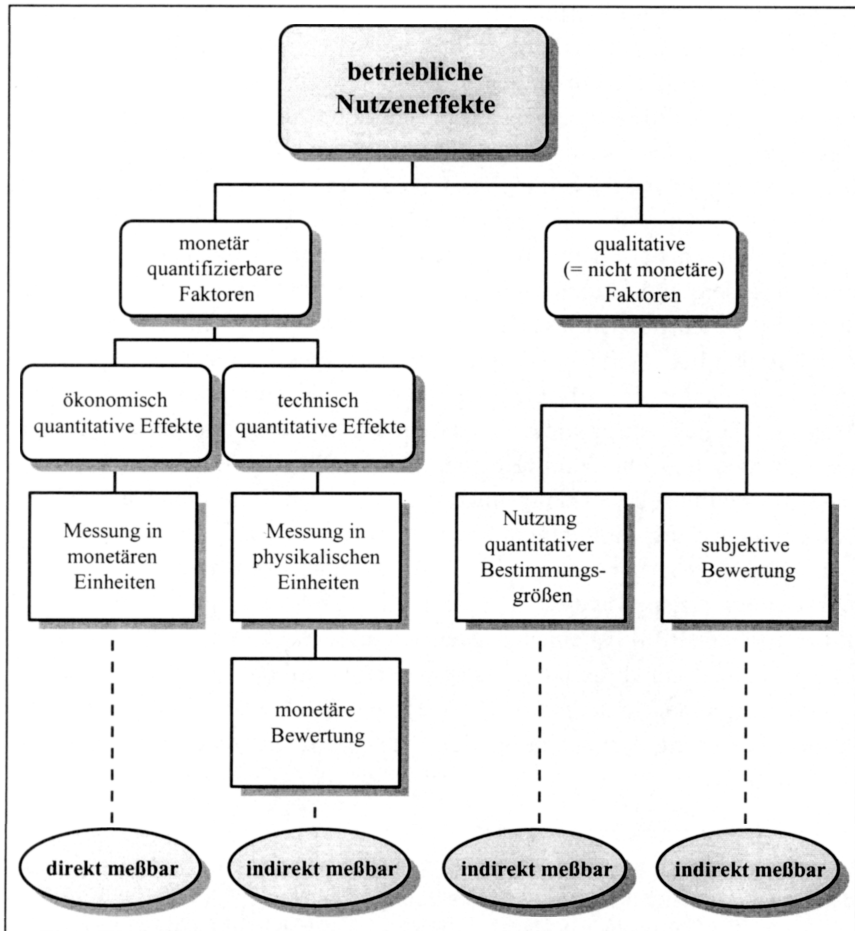 betriebliche
Nutzeneffekte
monetär
quantifizierbare
Faktoren
qualitative
(= nicht monetäre)
Faktoren
ökonomisch
quantitative Effekte
technisch
quantitative Effekte
Messung in
monetären
Einheiten
Messung in
physikalischen
Einheiten
Nutzung
quantitativer
Bestimmungs-
größen
subjektive
Bewertung
monetäre
Bewertung
direkt meßbar
indirekt meßbar
indirekt meßbar
indirekt meßbar